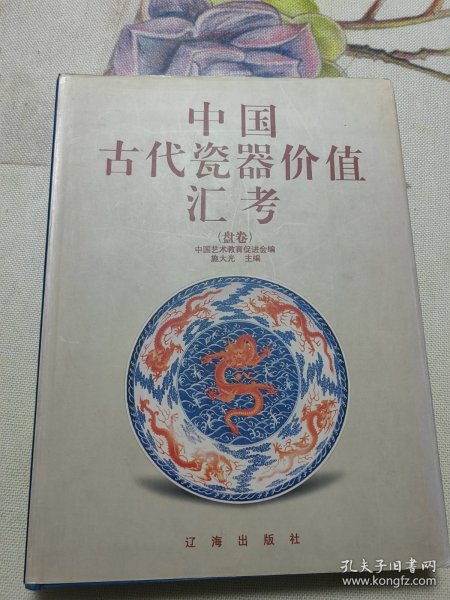 中国
古代瓷器价值
汇考
（盘卷）
中国艺术教育促进会编
施大光 主编
辽海出版社
孔夫子旧书网
www.kongfz.com